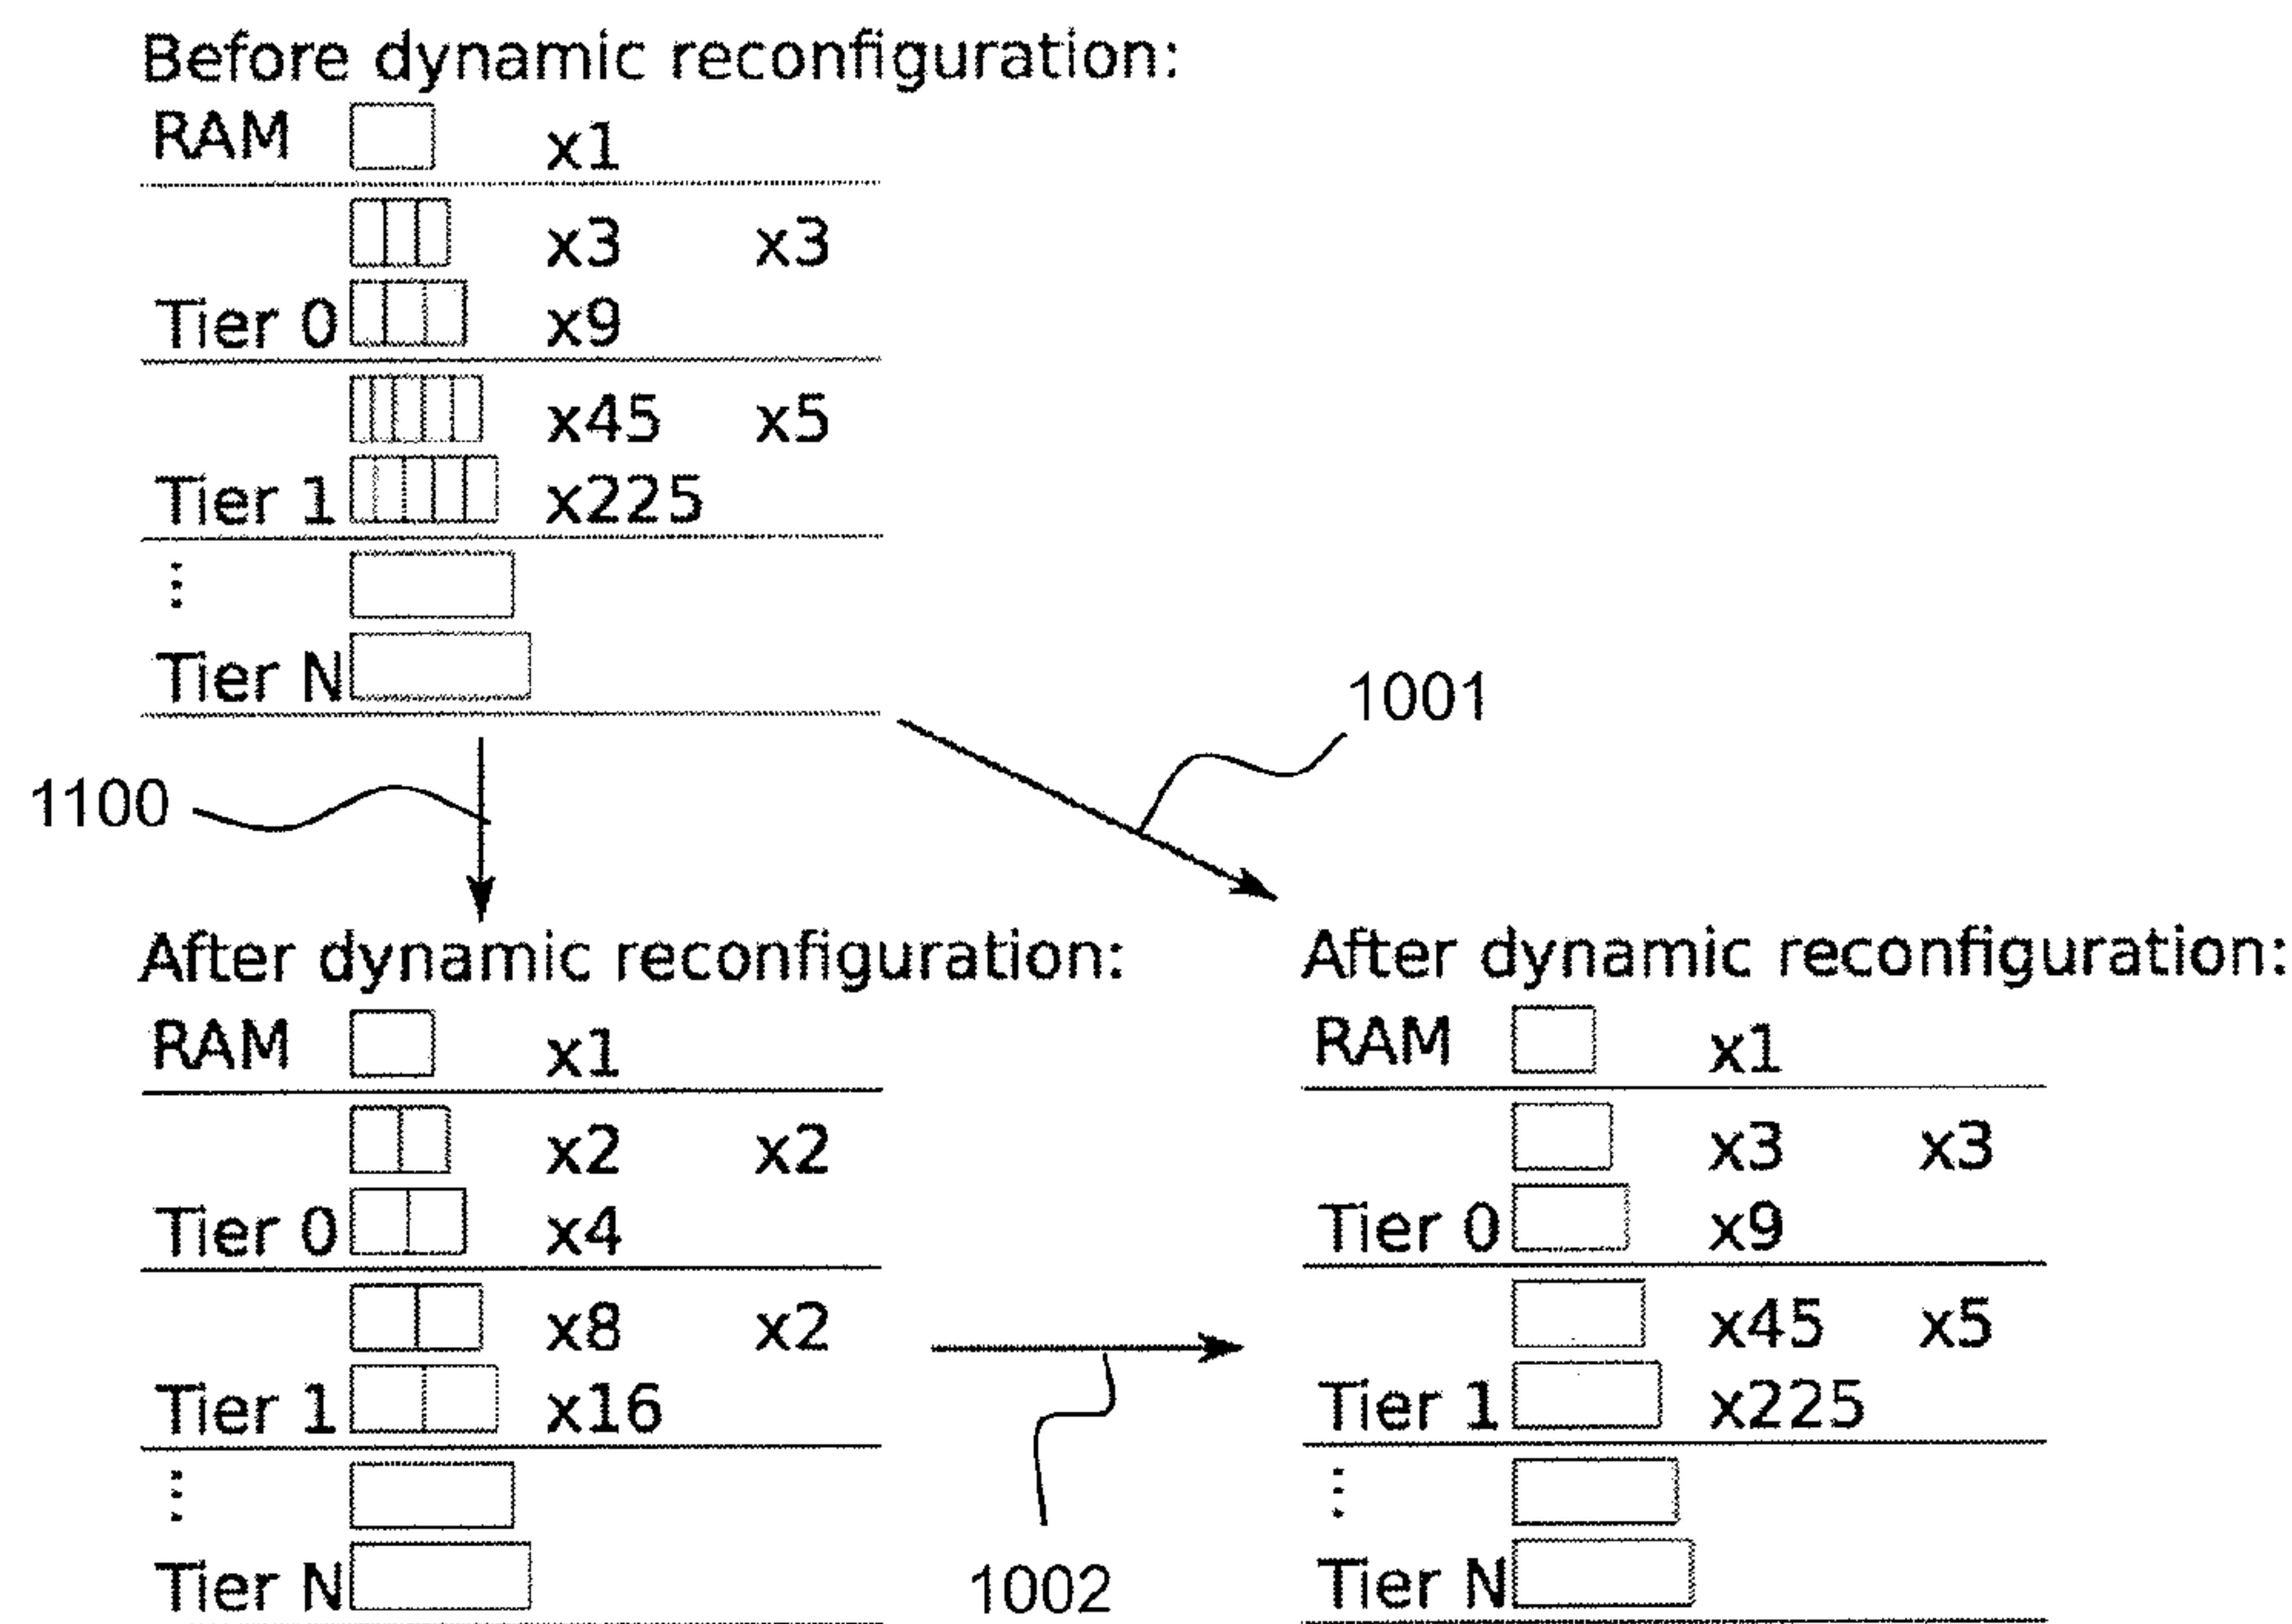 Before dynamic reconfiguration:
RAM x1
x3 x3
Tier 0 x9
x45 x5
Tier 1 x225
⋮
Tier N
1001
1100
After dynamic reconfiguration:
RAM x1
x2 x2
Tier 0 x4
x8 x2
Tier 1 x16
⋮
Tier N
1002
After dynamic reconfiguration:
RAM x1
x3 x3
Tier 0 x9
x45 x5
Tier 1 x225
⋮
Tier N